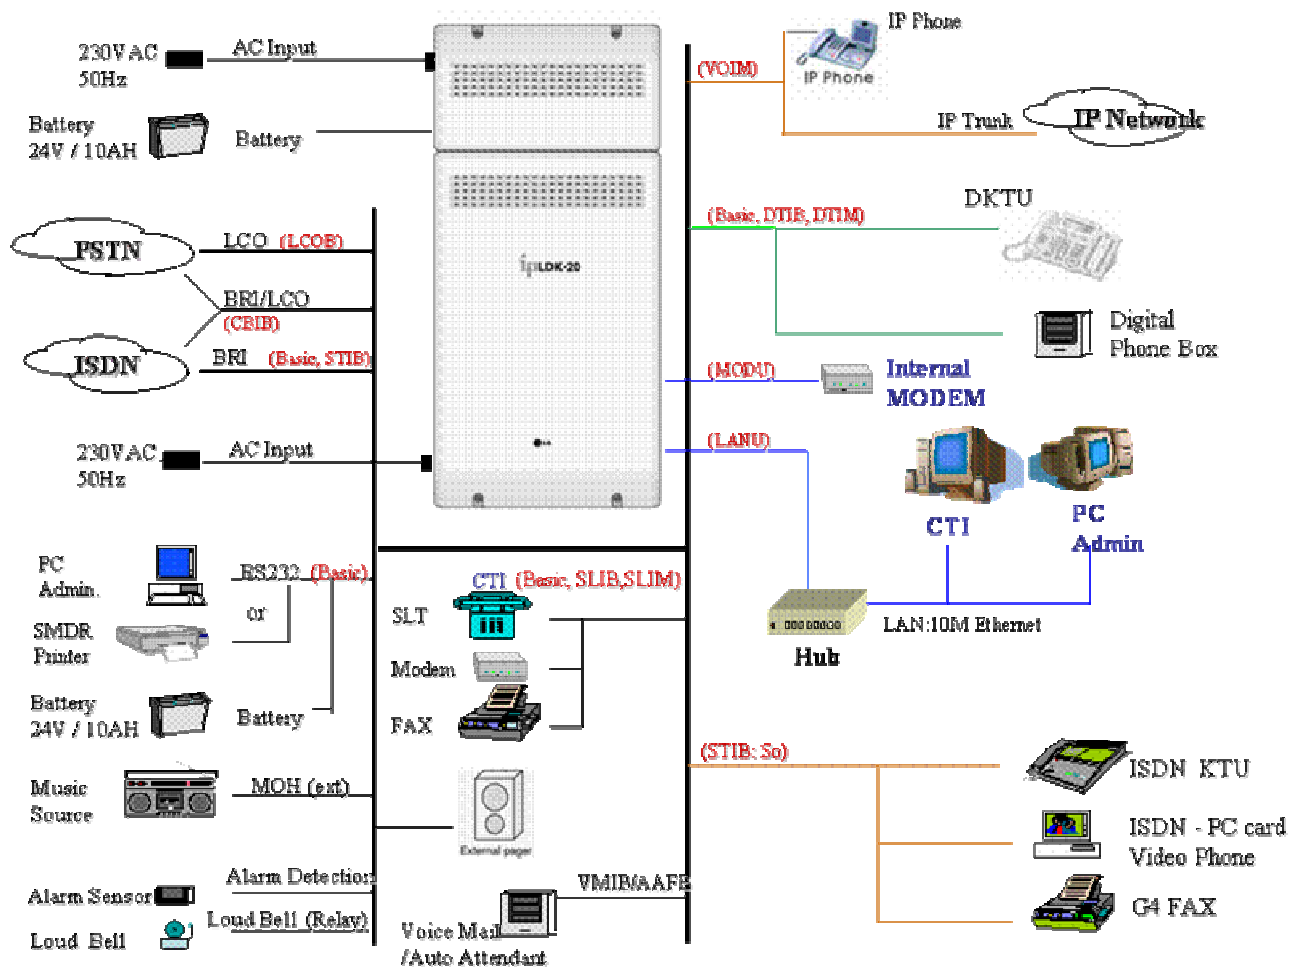 230VAC
50Hz
AC Input
Battery
24V / 10AH
Battery
PSTN
LCO (LCOB)
BRI/LCO
(CBIB)
ISDN
BRI (Basic, STIB)
230VAC
50Hz
AC Input
ipLDK-20
PC
Admin.
RS232 (Basic)
or
SMDR
Printer
Battery
24V / 10AH
Battery
Music
Source
MOH (ext)
Alarm Sensor
Alarm Detection
Loud Bell
Loud Bell (Relay)
CTI (Basic, SLIB,SLIM)
SLT
Modem
FAX
External pager
VMIB/AAFB
Voice Mail
/Auto Attendant
(VOIM)
IP Phone
IP Phone
IP Trunk
IP Network
(Basic, DTIB, DTIM)
DKTU
Digital
Phone Box
(MODU)
Internal
MODEM
(LANU)
CTI
PC
Admin
Hub
LAN:10M Ethernet
(STIB: So)
ISDN KTU
ISDN - PC card
Video Phone
G4 FAX